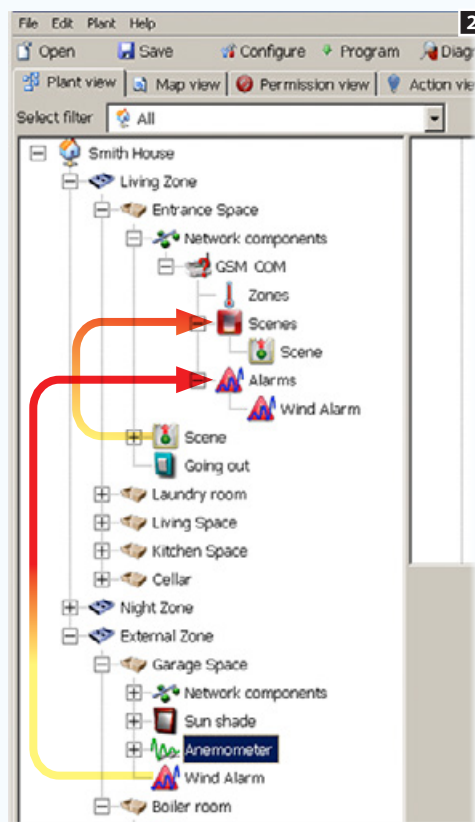 File Edit Plant Help 2
Open Save Configure Program Diag
Plant view Map view Permission view Action vie
Select filter All
Smith House
Living Zone
Entrance Space
Network components
GSM COM
Zones
Scenes
Scene
Alarms
Wind Alarm
Scene
Going out
Laundry room
Living Space
Kitchen Space
Cellar
Night Zone
External Zone
Garage Space
Network components
Sun shade
Anemometer
Wind Alarm
Boiler room